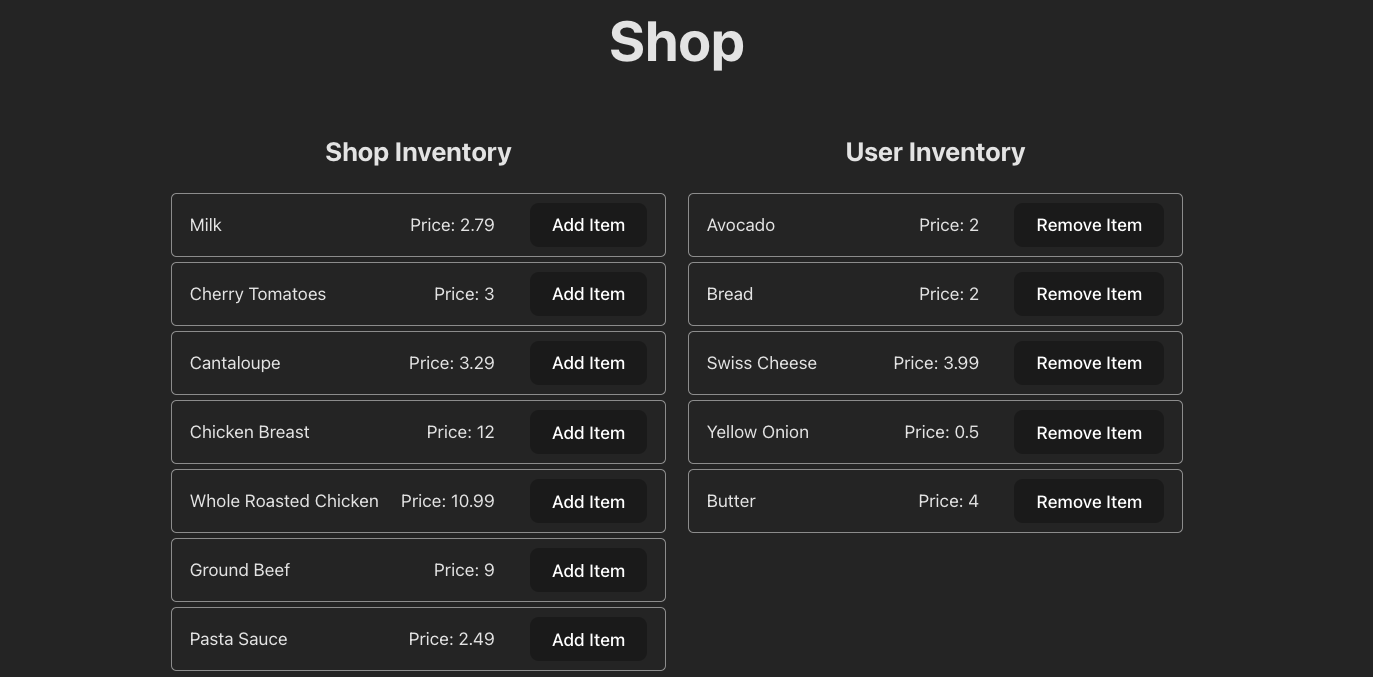 Shop
Shop Inventory
Milk Price: 2.79 Add Item
Cherry Tomatoes Price: 3 Add Item
Cantaloupe Price: 3.29 Add Item
Chicken Breast Price: 12 Add Item
Whole Roasted Chicken Price: 10.99 Add Item
Ground Beef Price: 9 Add Item
Pasta Sauce Price: 2.49 Add Item
User Inventory
Avocado Price: 2 Remove Item
Bread Price: 2 Remove Item
Swiss Cheese Price: 3.99 Remove Item
Yellow Onion Price: 0.5 Remove Item
Butter Price: 4 Remove Item